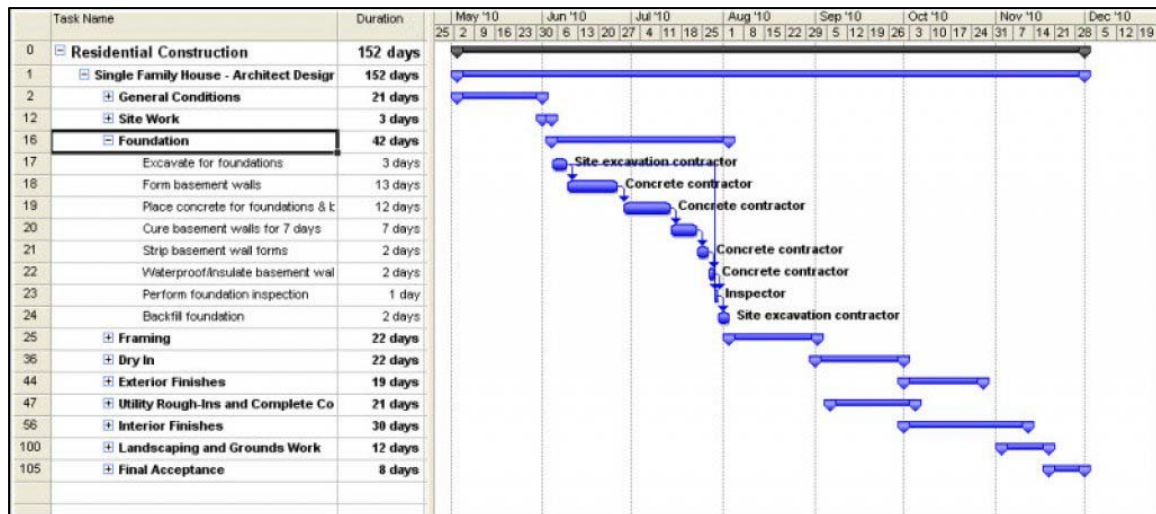 Task Name Duration May '10 Jun '10 Jul '10 Aug '10 Sep '10 Oct '10 Nov '10 Dec '10
25 2 9 16 23 30 6 13 20 27 4 11 18 25 1 8 15 22 29 5 12 19 26 3 10 17 24 31 7 14 21 28 5 12 19
0 Residential Construction 152 days
1 Single Family House - Architect Desigr 152 days
2 General Conditions 21 days
12 Site Work 3 days
16 Foundation 42 days
17 Excavate for foundations 3 days Site excavation contractor
18 Form basement walls 13 days Concrete contractor
19 Place concrete for foundations & b 12 days Concrete contractor
20 Cure basement walls for 7 days 7 days
21 Strip basement wall forms 2 days Concrete contractor
22 Waterproof/insulate basement wal 2 days Concrete contractor
23 Perform foundation inspection 1 day Inspector
24 Backfill foundation 2 days Site excavation contractor
25 Framing 22 days
36 Dry In 22 days
44 Exterior Finishes 19 days
47 Utility Rough-Ins and Complete Co 21 days
56 Interior Finishes 30 days
100 Landscaping and Grounds Work 12 days
105 Final Acceptance 8 days